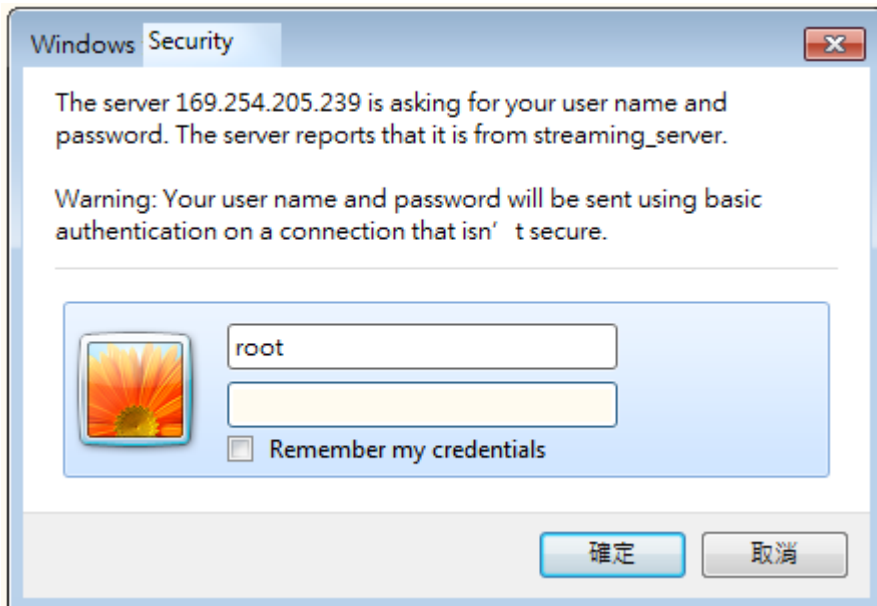 Windows Security
The server 169.254.205.239 is asking for your user name and
password. The server reports that it is from streaming_server.
Warning: Your user name and password will be sent using basic
authentication on a connection that isn’ t secure.
root
Remember my credentials
確定 取消